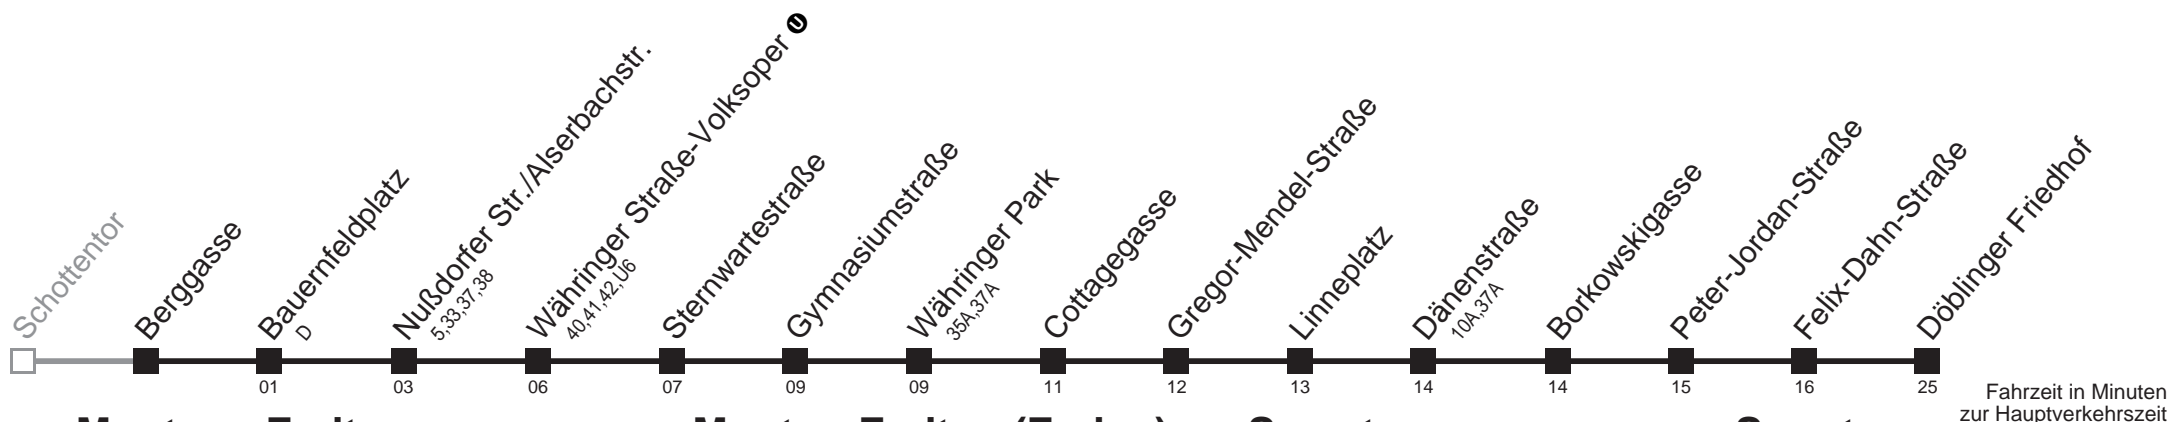 Schottentor
Berggasse
Bauernfeldplatz
D
Nußdorfer Str./Alserbachstr.
5,33,37,38
Währinger Straße-Volksoper U
40,41,42,U6
Sternwartestraße
Gymnasiumstraße
Währinger Park
35A,37A
Cottagegasse
Gregor-Mendel-Straße
Linneplatz
Dänenstraße
10A,37A
Borkowskigasse
Peter-Jordan-Straße
Felix-Dahn-Straße
Döblinger Friedhof
01 03 06 07 09 09 11 12 13 14 14 15 16 25
Fahrzeit in Minuten
zur Hauptverkehrszeit